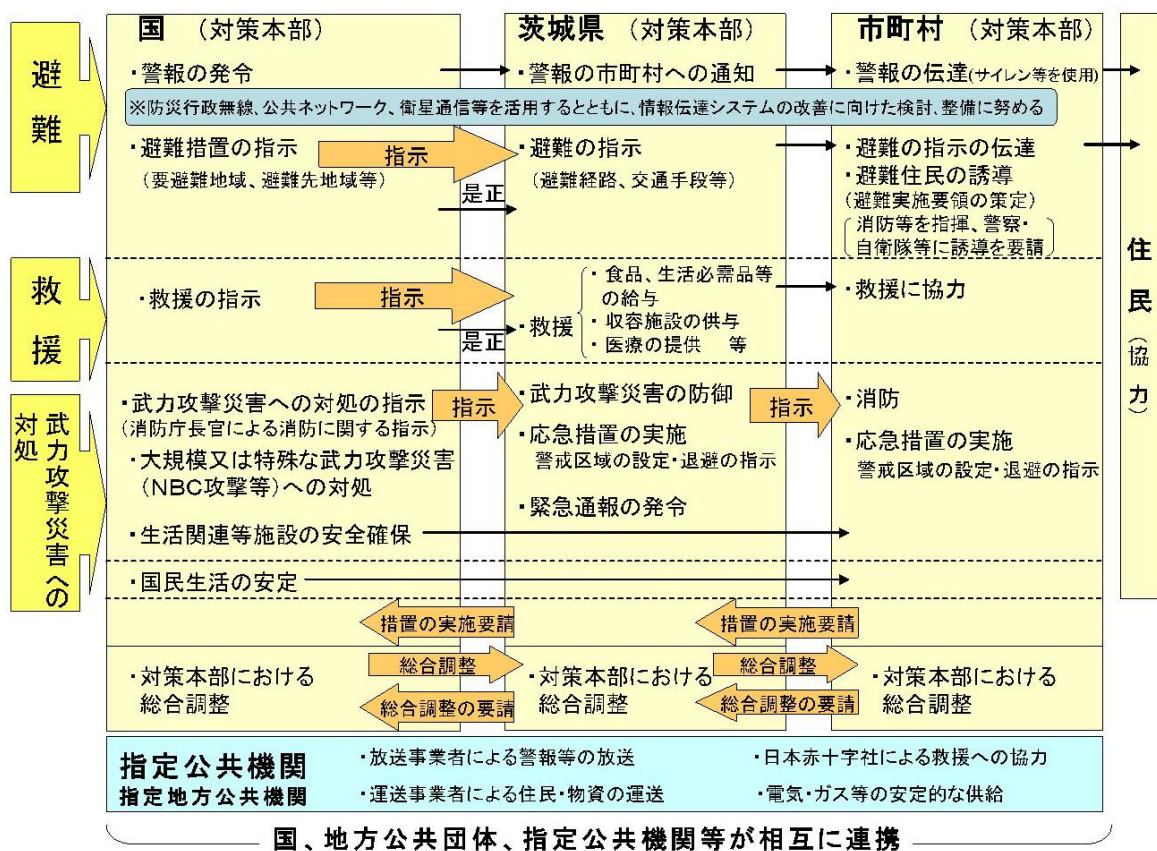 避難
国 （対策本部）
茨城県 （対策本部）
市町村 （対策本部）
・警報の発令
・警報の市町村への通知
・警報の伝達(サイレン等を使用)
※防災行政無線、公共ネットワーク、衛星通信等を活用するとともに、情報伝達システムの改善に向けた検討、整備に努める
・避難措置の指示
（要避難地域、避難先地域等）
指示
是正
・避難の指示
（避難経路、交通手段等）
・避難の指示の伝達
・避難住民の誘導
（避難実施要領の策定）
消防等を指揮、警察・
自衛隊等に誘導を要請
救援
・救援の指示
指示
是正
・救援
・食品、生活必需品等
の給与
・収容施設の供与
・医療の提供 等
・救援に協力
武力攻撃災害への
対処
・武力攻撃災害への対処の指示
（消防庁長官による消防に関する指示）
・大規模又は特殊な武力攻撃災害
（NBC攻撃等）への対処
・生活関連等施設の安全確保
指示
・武力攻撃災害の防御
・応急措置の実施
警戒区域の設定・退避の指示
・緊急通報の発令
指示
・消防
・応急措置の実施
警戒区域の設定・退避の指示
・国民生活の安定
措置の実施要請
措置の実施要請
・対策本部における
総合調整
総合調整
総合調整の要請
・対策本部における
総合調整
総合調整
総合調整の要請
・対策本部における
総合調整
住民（協力）
指定公共機関
指定地方公共機関
・放送事業者による警報等の放送
・日本赤十字社による救援への協力
・運送事業者による住民・物資の運送
・電気・ガス等の安定的な供給
国、地方公共団体、指定公共機関等が相互に連携